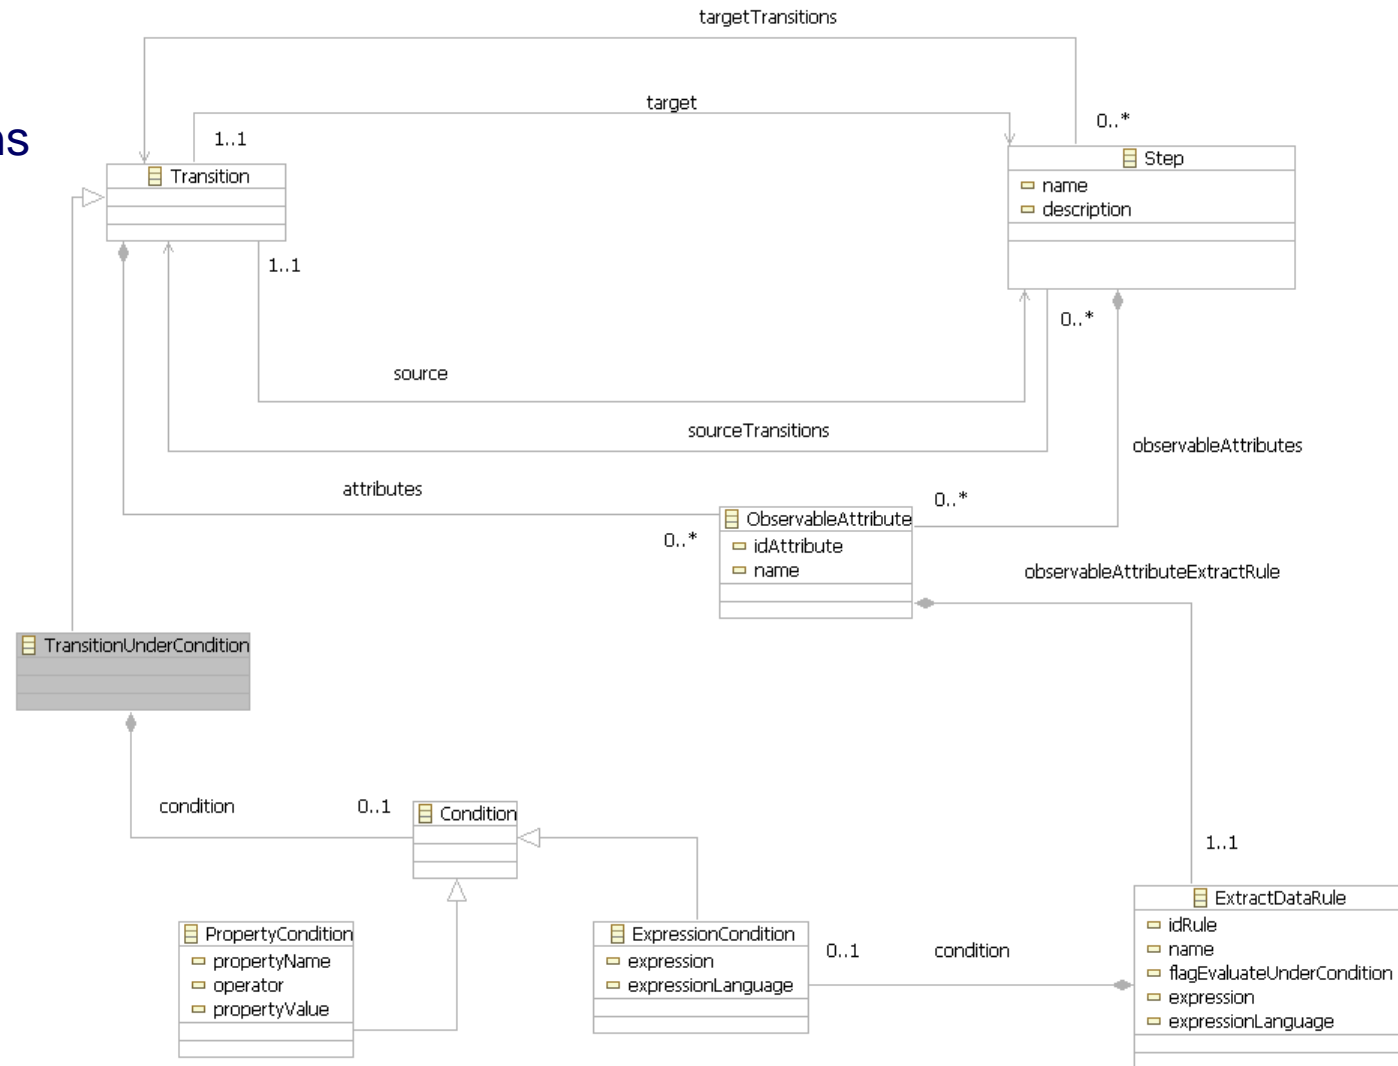 targetTransitions
target
0..*
ns
1..1
Step
Transition
name
description
1..1
0..*
source
sourceTransitions
observableAttributes
attributes
0..*
ObservableAttribute
0..*
idAttribute
name
observableAttributeExtractRule
TransitionUnderCondition
condition
0..1
Condition
1..1
ExtractDataRule
PropertyCondition
ExpressionCondition
idRule
propertyName
operator
propertyValue
expression
expressionLanguage
0..1
condition
name
flagEvaluateUnderCondition
expression
expressionLanguage